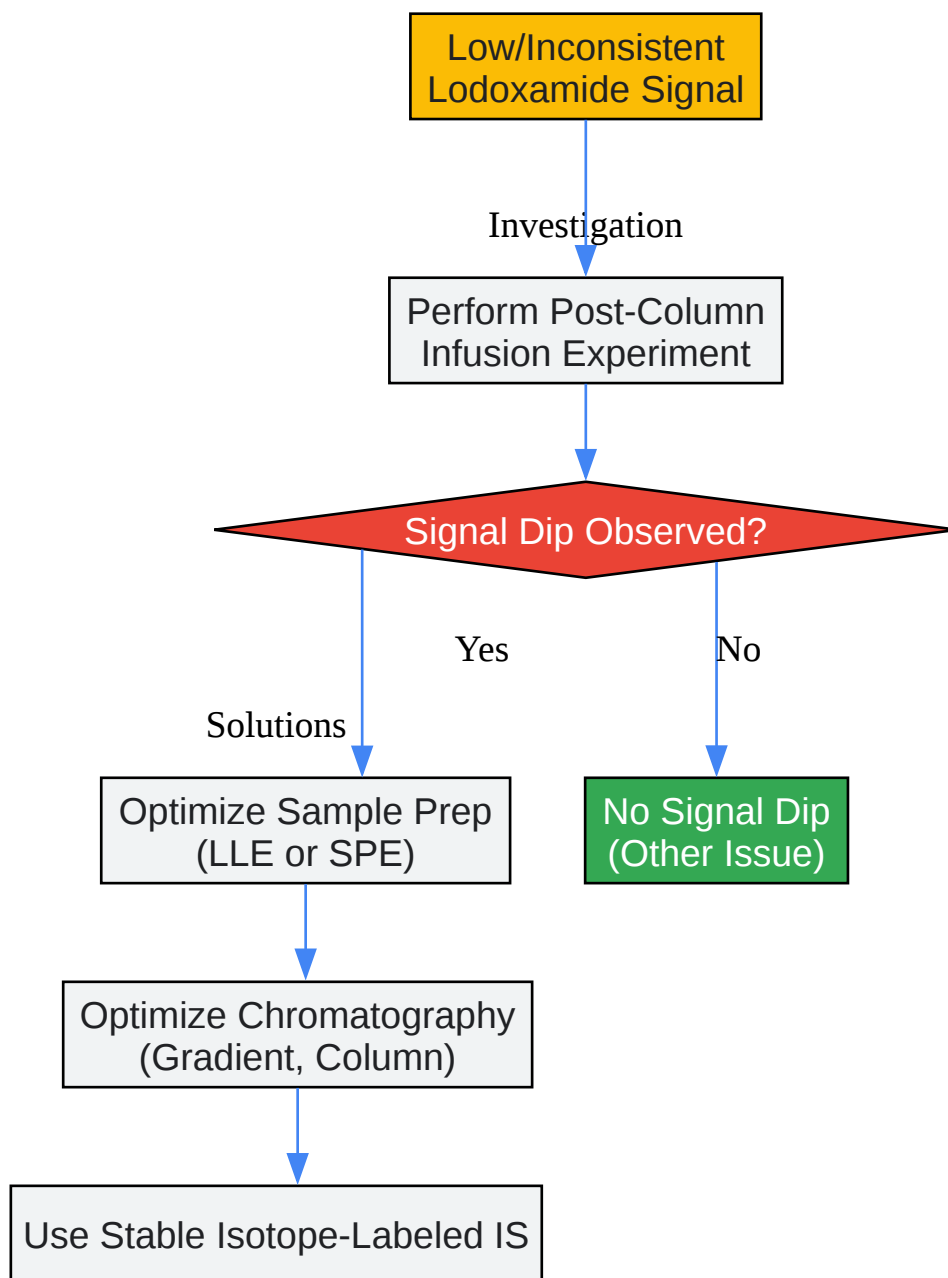 Low/Inconsistent
Lodoxamide Signal
Investigation
Perform Post-Column
Infusion Experiment
Signal Dip Observed?
Yes
No
Solutions
Optimize Sample Prep
(LLE or SPE)
No Signal Dip
(Other Issue)
Optimize Chromatography
(Gradient, Column)
Use Stable Isotope-Labeled IS